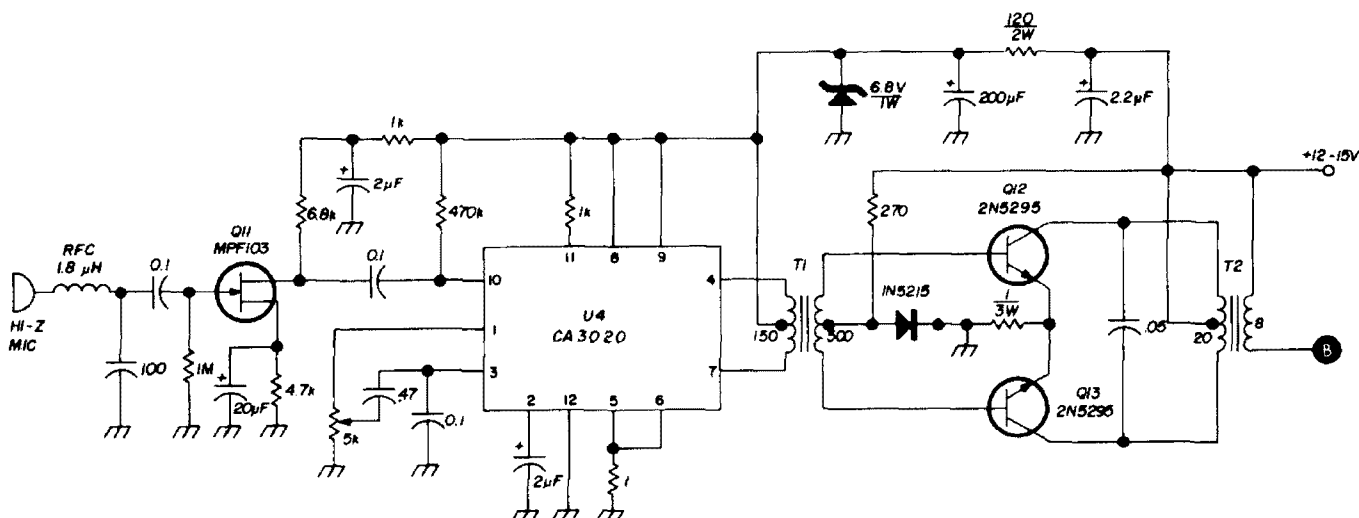 120
2W
6.8V
1W
200µF
2.2µF
+12-15V
1k
2µF
6.8k
470k
1k
270
Q12
2N5295
Q11
MPF103
RFC
1.8 µH
0.1
0.1
HI-Z
MIC
100
1M
20µF
4.7k
11
8
9
10
1
3
4
7
U4
CA3020
2
12
5
6
5k
.47
0.1
2µF
1
T1
150
500
1N5215
1
3W
.05
T2
20
8
B
Q13
2N5295